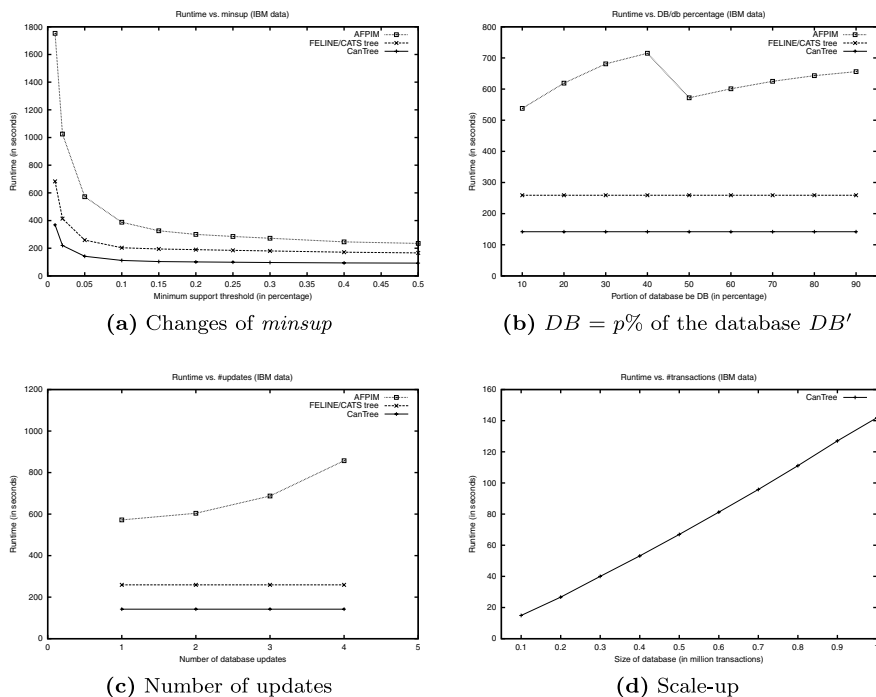 Runtime vs. minsup (IBM data)
AFPIM
FELINE/CATS tree
CanTree
Runtime (in seconds)
1800
1600
1400
1200
1000
800
600
400
200
0
0 0.05 0.1 0.15 0.2 0.25 0.3 0.35 0.4 0.45 0.5
Minimum support threshold (in percentage)
(a) Changes of minsup
Runtime vs. DB/db percentage (IBM data)
AFPIM
FELINE/CATS tree
CanTree
Runtime (in seconds)
800
700
600
500
400
300
200
100
0
10 20 30 40 50 60 70 80 90
Portion of database be DB (in percentage)
(b) DB = p% of the database DB′
Runtime vs. #updates (IBM data)
AFPIM
FELINE/CATS tree
CanTree
Runtime (in seconds)
1200
1000
800
600
400
200
0
0 1 2 3 4 5
Number of database updates
(c) Number of updates
Runtime vs. #transactions (IBM data)
CanTree
Runtime (in seconds)
160
140
120
100
80
60
40
20
0
0.1 0.2 0.3 0.4 0.5 0.6 0.7 0.8 0.9 1
Size of database (in million transactions)
(d) Scale-up